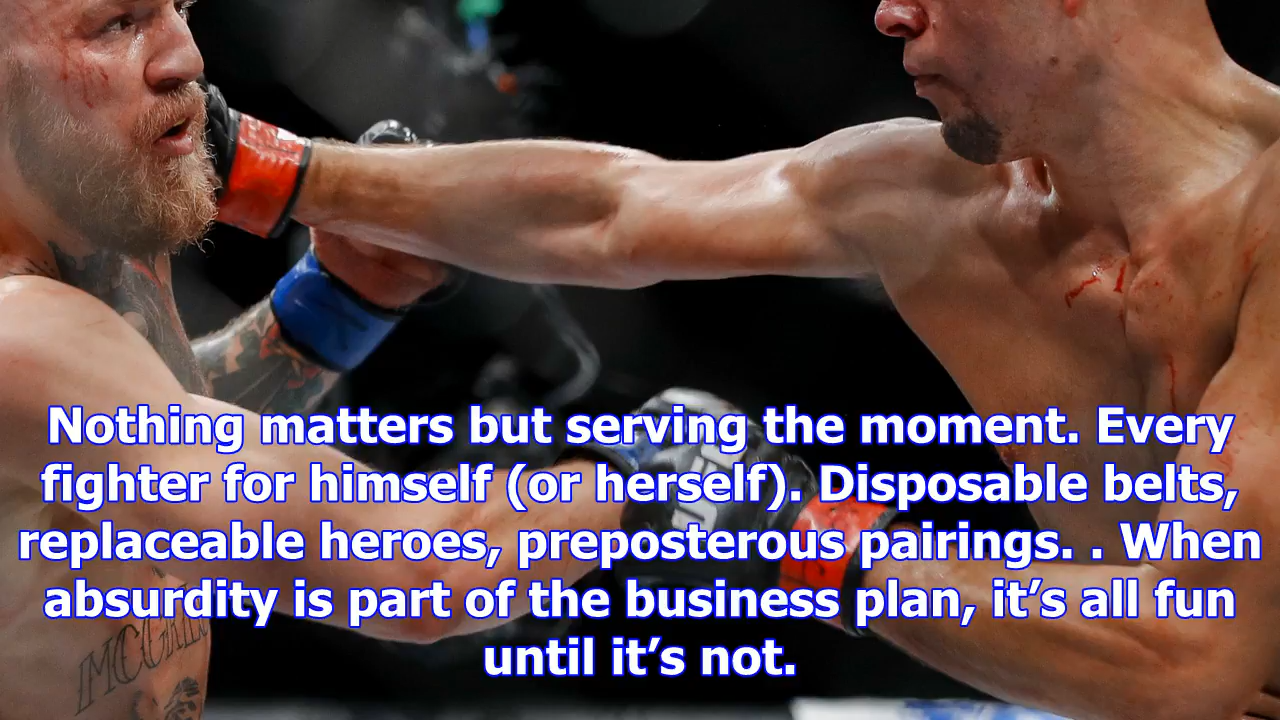 Nothing matters but serving the moment. Every
fighter for himself (or herself). Disposable belts,
replaceable heroes, preposterous pairings. . When
absurdity is part of the business plan, it’s all fun
until it’s not.